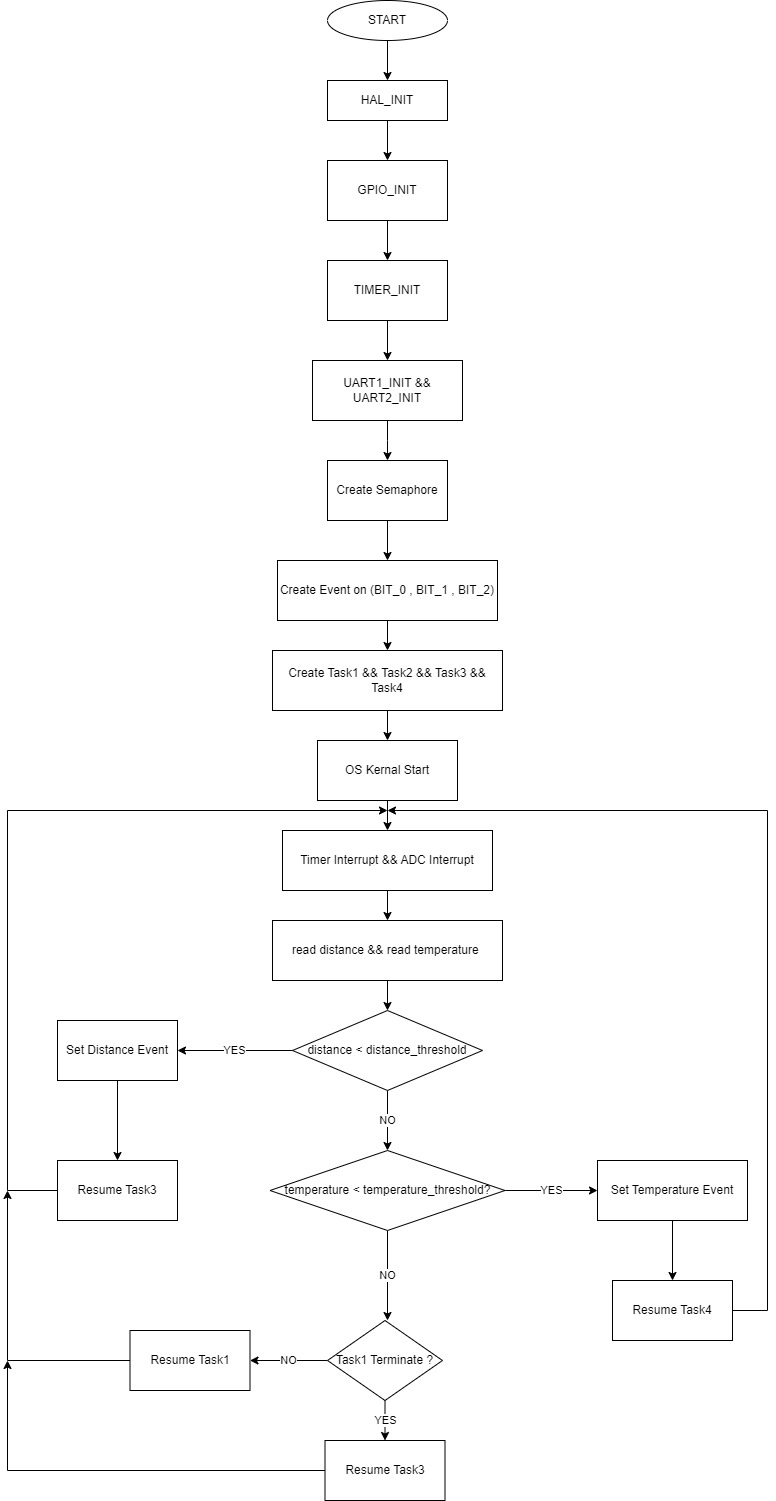 START
HAL_INIT
GPIO_INIT
TIMER_INIT
UART1_INIT &&
UART2_INIT
Create Semaphore
Create Event on (BIT_0 , BIT_1 , BIT_2)
Create Task1 && Task2 && Task3 &&
Task4
OS Kernal Start
Timer Interrupt && ADC Interrupt
read distance && read temperature
Set Distance Event
YES
distance < distance_threshold
NO
Resume Task3
temperature < temperature_threshold?
YES
Set Temperature Event
NO
Resume Task4
Resume Task1
NO
Task1 Terminate ?
YES
Resume Task3